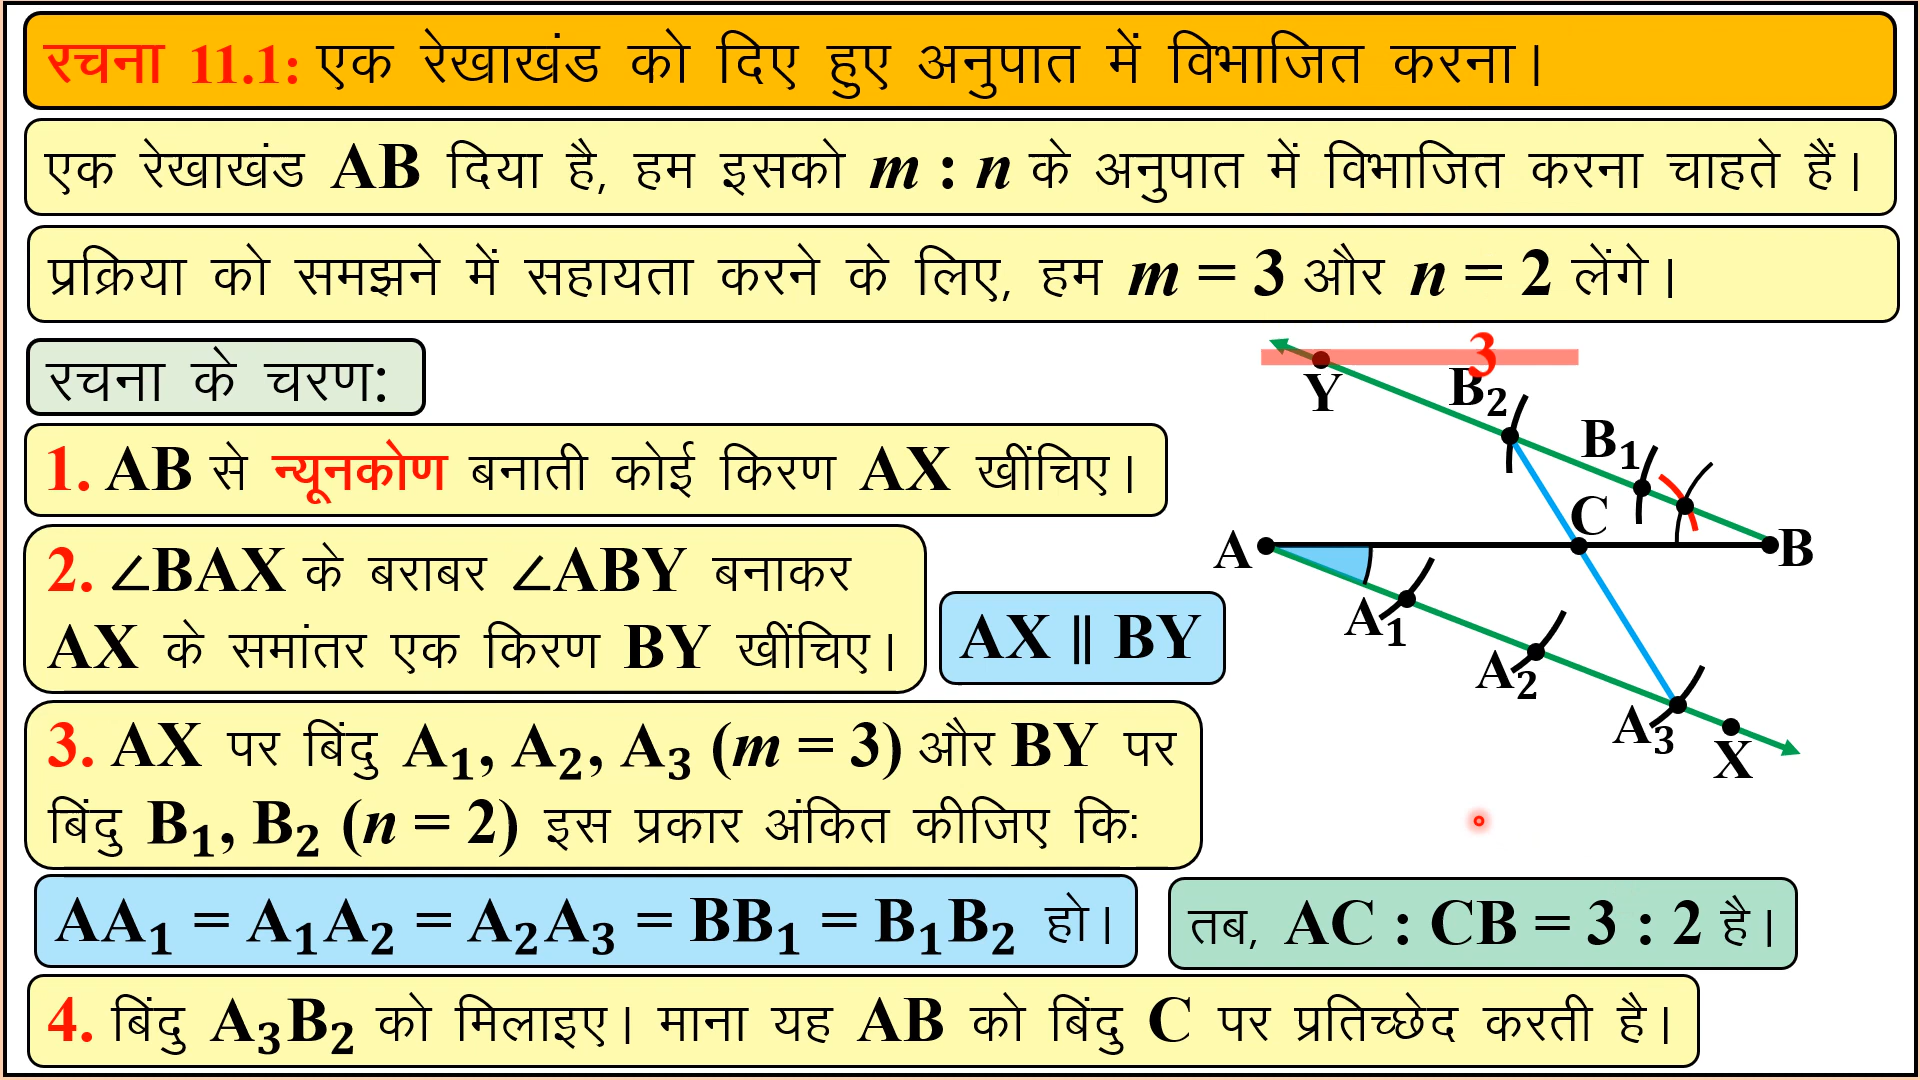 रचना 11.1: एक रेखाखंड को दिए हुए अनुपात में विभाजित करना।
एक रेखाखंड AB दिया है, हम इसको m : n के अनुपात में विभाजित करना चाहते हैं।
प्रक्रिया को समझने में सहायता करने के लिए, हम m = 3 और n = 2 लेंगे।
रचना के चरण:
1. AB से न्यूनकोण बनाती कोई किरण AX खींचिए।
2. ∠BAX के बराबर ∠ABY बनाकर
AX के समांतर एक किरण BY खींचिए।
AX ∥ BY
3. AX पर बिंदु A₁, A₂, A₃ (m = 3) और BY पर
बिंदु B₁, B₂ (n = 2) इस प्रकार अंकित कीजिए कि:
AA₁ = A₁A₂ = A₂A₃ = BB₁ = B₁B₂ हो।
तब, AC : CB = 3 : 2 है।
4. बिंदु A₃B₂ को मिलाइए। माना यह AB को बिंदु C पर प्रतिच्छेद करती है।
3
Y
B₂
B₁
C
A
B
A₁
A₂
A₃
X